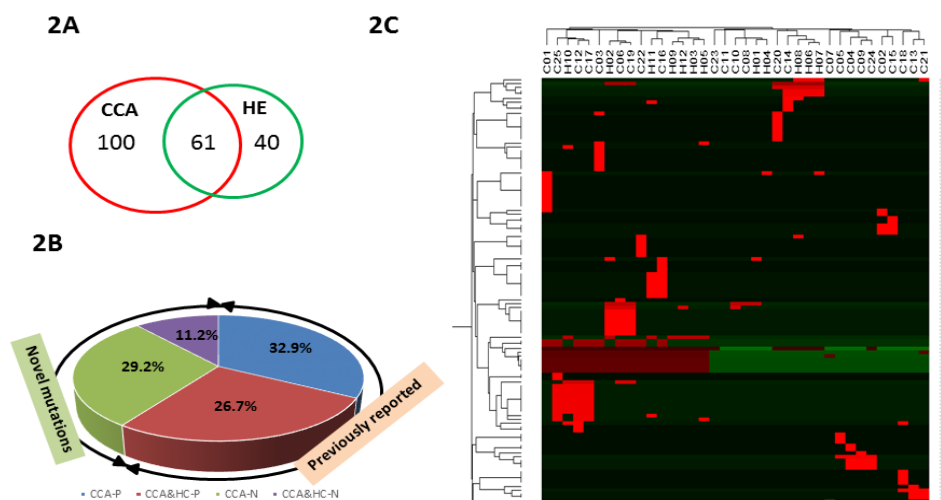 2A
CCA
HE
100
61
40
2B
11.2%
32.9%
29.2%
26.7%
Novel mutations
Previously reported
CCA-P CCA&HC-P CCA-N CCA&HC-N
2C
C01
C25
H10
C12
C17
C03
H02
C06
C19
C22
H11
C16
H09
H12
H03
H05
C23
C11
C10
C08
H01
H04
C20
C14
H08
H06
H07
C07
C05
C04
C09
C24
C02
C15
C18
C13
C21